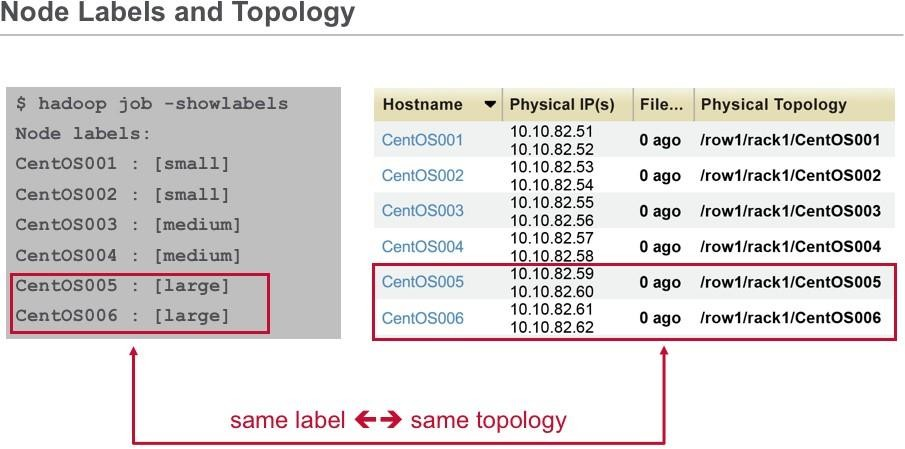 Node Labels and Topology
$ hadoop job -showlabels
Node labels:
CentOS001 : [small]
CentOS002 : [small]
CentOS003 : [medium]
CentOS004 : [medium]
CentOS005 : [large]
CentOS006 : [large]
Hostname Physical IP(s) File... Physical Topology
CentOS001 10.10.82.51 10.10.82.52 0 ago /row1/rack1/CentOS001
CentOS002 10.10.82.53 10.10.82.54 0 ago /row1/rack1/CentOS002
CentOS003 10.10.82.55 10.10.82.56 0 ago /row1/rack1/CentOS003
CentOS004 10.10.82.57 10.10.82.58 0 ago /row1/rack1/CentOS004
CentOS005 10.10.82.59 10.10.82.60 0 ago /row1/rack1/CentOS005
CentOS006 10.10.82.61 10.10.82.62 0 ago /row1/rack1/CentOS006
same label ↔ same topology